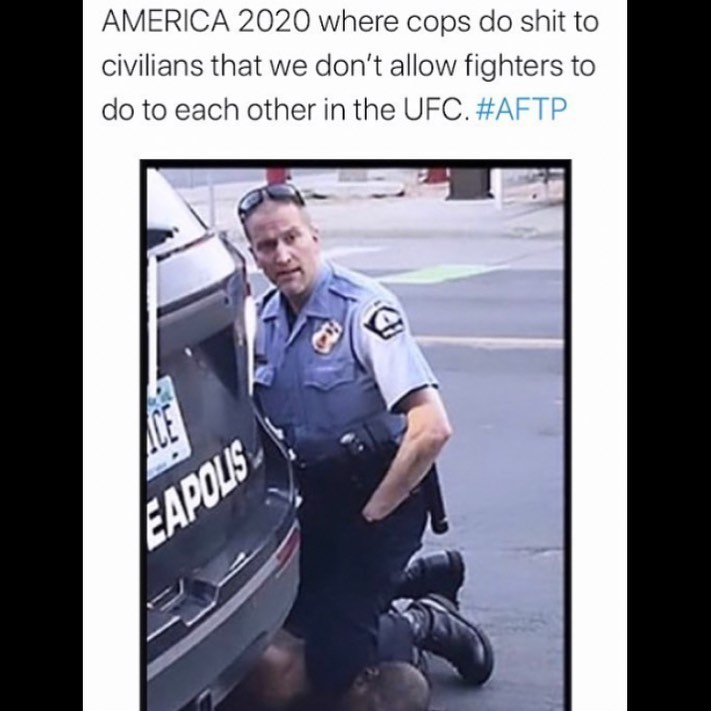 AMERICA 2020 where cops do shit to
civilians that we don’t allow fighters to
do to each other in the UFC. #AFTP
ICE
EAPOLIS